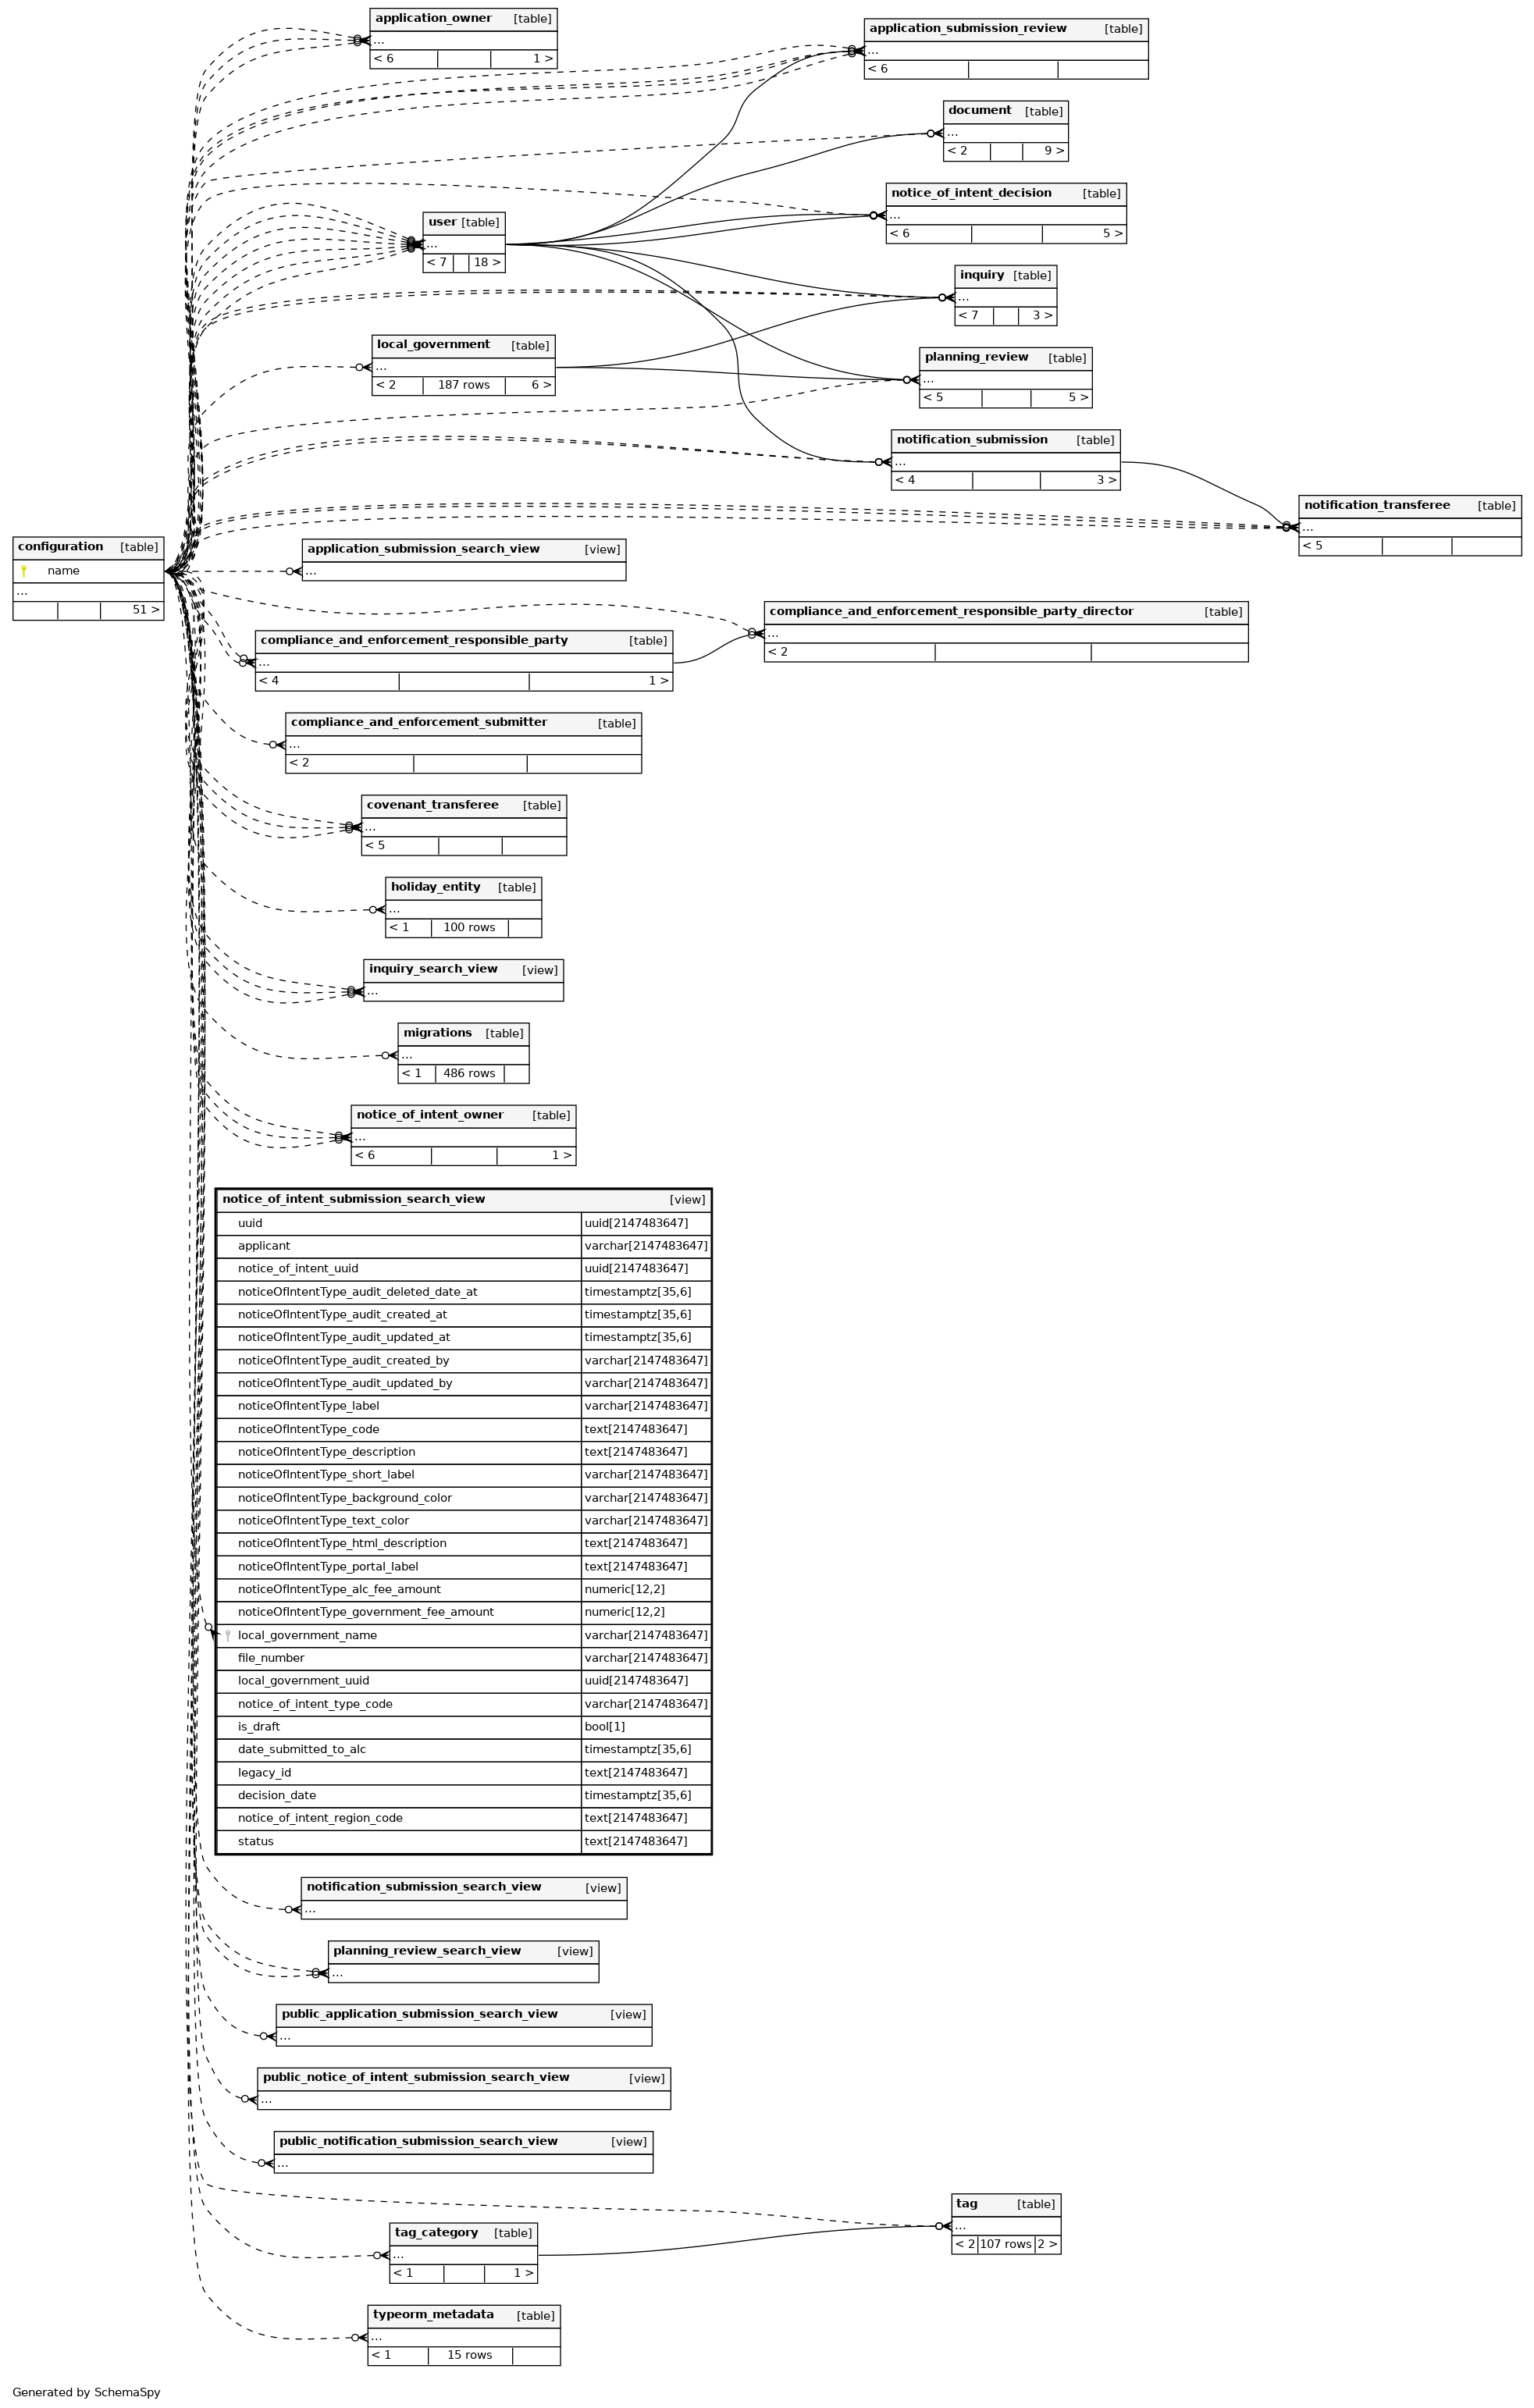 application_owner [table]
...
< 6 1 >
application_submission_review [table]
...
< 6
document [table]
...
< 2 9 >
notice_of_intent_decision [table]
...
< 6 5 >
user [table]
...
< 7 18 >
inquiry [table]
...
< 7 3 >
local_government [table]
...
< 2 187 rows 6 >
planning_review [table]
...
< 5 5 >
notification_submission [table]
...
< 4 3 >
notification_transferee [table]
...
< 5
configuration [table]
name
...
51 >
application_submission_search_view [view]
...
compliance_and_enforcement_responsible_party_director [table]
...
< 2
compliance_and_enforcement_responsible_party [table]
...
< 4 1 >
compliance_and_enforcement_submitter [table]
...
< 2
covenant_transferee [table]
...
< 5
holiday_entity [table]
...
< 1 100 rows
inquiry_search_view [view]
...
migrations [table]
...
< 1 486 rows
notice_of_intent_owner [table]
...
< 6 1 >
notice_of_intent_submission_search_view [view]
uuid uuid[2147483647]
applicant varchar[2147483647]
notice_of_intent_uuid uuid[2147483647]
noticeOfIntentType_audit_deleted_date_at timestamptz[35,6]
noticeOfIntentType_audit_created_at timestamptz[35,6]
noticeOfIntentType_audit_updated_at timestamptz[35,6]
noticeOfIntentType_audit_created_by varchar[2147483647]
noticeOfIntentType_audit_updated_by varchar[2147483647]
noticeOfIntentType_label varchar[2147483647]
noticeOfIntentType_code text[2147483647]
noticeOfIntentType_description text[2147483647]
noticeOfIntentType_short_label varchar[2147483647]
noticeOfIntentType_background_color varchar[2147483647]
noticeOfIntentType_text_color varchar[2147483647]
noticeOfIntentType_html_description text[2147483647]
noticeOfIntentType_portal_label text[2147483647]
noticeOfIntentType_alc_fee_amount numeric[12,2]
noticeOfIntentType_government_fee_amount numeric[12,2]
local_government_name varchar[2147483647]
file_number varchar[2147483647]
local_government_uuid uuid[2147483647]
notice_of_intent_type_code varchar[2147483647]
is_draft bool[1]
date_submitted_to_alc timestamptz[35,6]
legacy_id text[2147483647]
decision_date timestamptz[35,6]
notice_of_intent_region_code text[2147483647]
status text[2147483647]
notification_submission_search_view [view]
...
planning_review_search_view [view]
...
public_application_submission_search_view [view]
...
public_notice_of_intent_submission_search_view [view]
...
public_notification_submission_search_view [view]
...
tag [table]
...
< 2 107 rows 2 >
tag_category [table]
...
< 1 1 >
typeorm_metadata [table]
...
< 1 15 rows
Generated by SchemaSpy